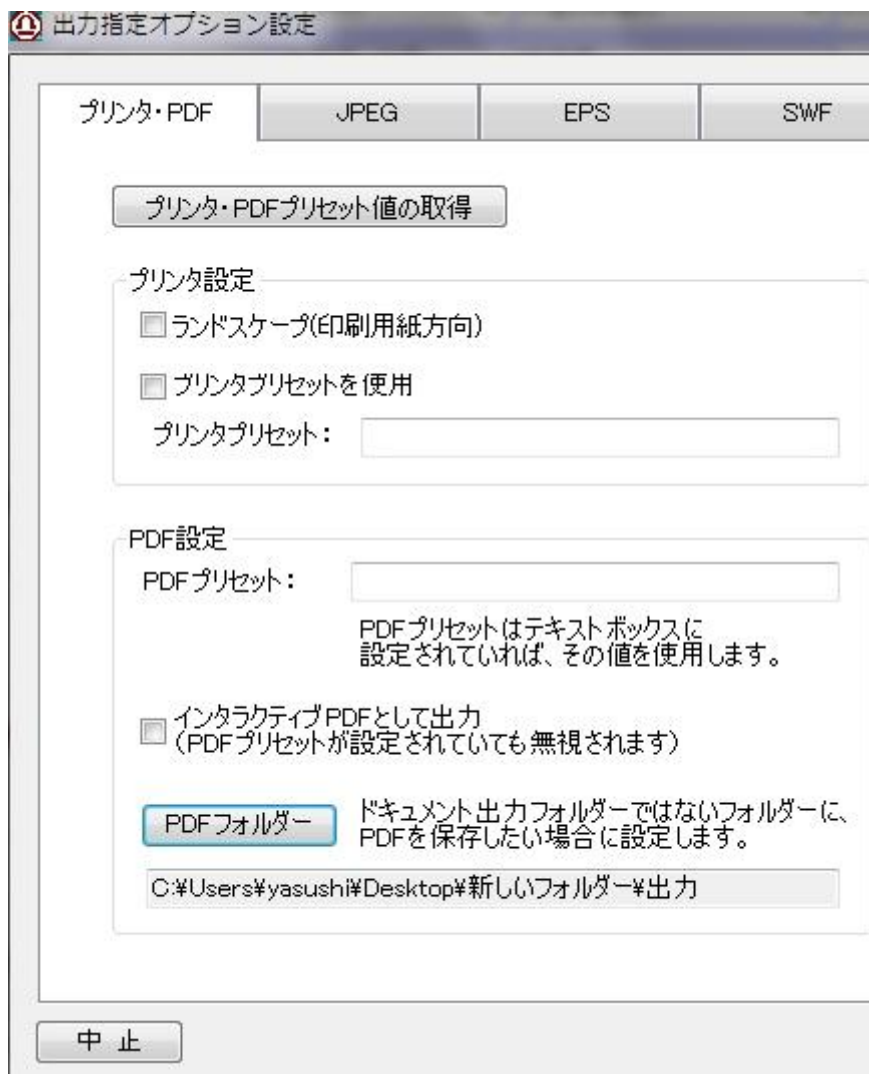 出力指定オプション設定
プリンタ・PDF
JPEG
EPS
SWF
プリンタ・PDFプリセット値の取得
プリンタ設定
ランドスケープ(印刷用紙方向)
プリンタプリセットを使用
プリンタプリセット：
PDF設定
PDFプリセット：
PDFプリセットはテキストボックスに
設定されていれば、その値を使用します。
インタラクティブPDFとして出力
(PDFプリセットが設定されていても無視されます)
PDFフォルダー
ドキュメント出力フォルダーではないフォルダーに、
PDFを保存したい場合に設定します。
C:¥Users¥yasushi¥Desktop¥新しいフォルダー¥出力
中 止